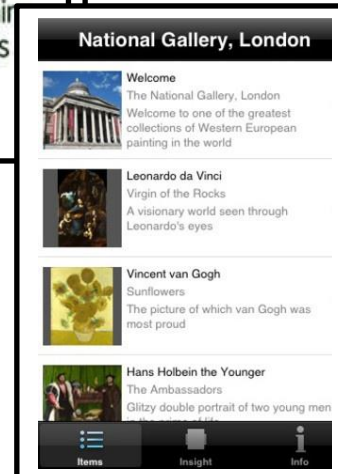 National Gallery, London
Welcome
The National Gallery, London
Welcome to one of the greatest
collections of Western European
painting in the world
Leonardo da Vinci
Virgin of the Rocks
A visionary world seen through
Leonardo's eyes
Vincent van Gogh
Sunflowers
The picture of which van Gogh was
most proud
Hans Holbein the Younger
The Ambassadors
Glitzy double portrait of two young men
Items
Insight
Info